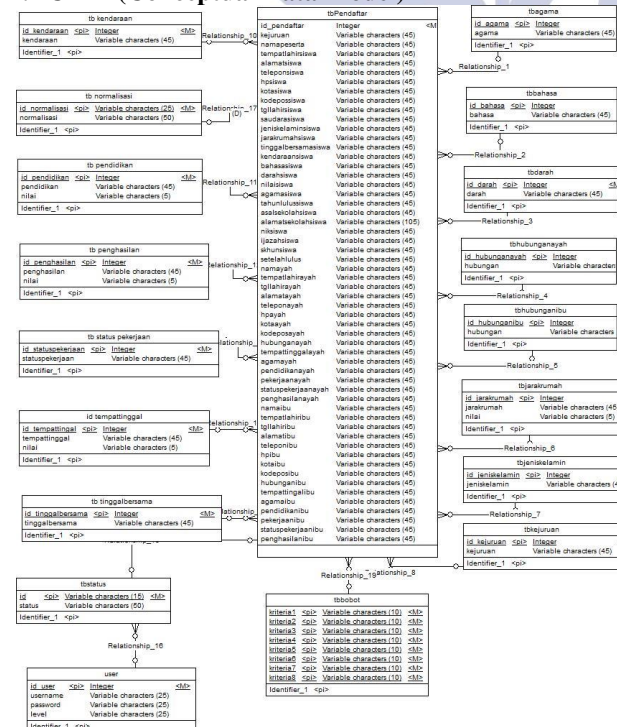 (Conceptual Data Model)
tb kendaraan
id_kendaraan <pi> Integer <M>
kendaraan Variable characters (45)
Identifier_1 <pi>
Relationship_10
tb normalisasi
id_normalisasi <pi> Variable characters (25) <M>
normalisasi Variable characters (50)
Identifier_1 <pi>
Relationship_17
(D)
tb pendidikan
id_pendidikan <pi> Integer <M>
pendidikan Variable characters (45)
nilai Variable characters (5)
Identifier_1 <pi>
Relationship_11
tb penghasilan
id_penghasilan <pi> Integer <M>
penghasilan Variable characters (45)
nilai Variable characters (5)
Identifier_1 <pi>
tb status pekerjaan
id_statuspekerjaan <pi> Integer <M>
statuspekerjaan Variable characters (45)
Identifier_1 <pi>
id tempattinggal
id_tempattinggal <pi> Integer <M>
tempattinggal Variable characters (45)
nilai Variable characters (5)
Identifier_1 <pi>
tb tinggalbersama
id_tinggalbersama <pi> Integer <M>
tinggalbersama Variable characters (45)
Identifier_1 <pi>
tbstatus
id <pi> Variable characters (15) <M>
status Variable characters (50)
Identifier_1 <pi>
Relationship_16
user
id_user <pi> Integer <M>
username Variable characters (25)
password Variable characters (25)
level Variable characters (25)
Identifier_1 <pi>
tbPendaftar
id_pendaftar Integer <M
kejuruan Variable characters (45)
namapeserta Variable characters (45)
tempatlahirsiswa Variable characters (45)
alamatsiswa Variable characters (45)
teleponsiswa Variable characters (45)
hpsiswa Variable characters (45)
kotasiswa Variable characters (45)
kodepossiswa Variable characters (45)
tgllahirisiswa Variable characters (45)
saudarasiswa Variable characters (45)
jeniskelaminsiswa Variable characters (45)
jarakrumahsiswa Variable characters (45)
tinggalbersamasiswa Variable characters (45)
kendaraansiswa Variable characters (45)
bahasasiswa Variable characters (45)
darahsiswa Variable characters (45)
nilaisiswa Variable characters (45)
agamasiswa Variable characters (45)
tahunlulussiswa Variable characters (45)
asalsekolahsiswa Variable characters (45)
alamatsekolahsiswa Variable characters (105)
niksiswa Variable characters (45)
ijazahsiswa Variable characters (45)
skhunsiswa Variable characters (45)
setelahlulus Variable characters (45)
namayah Variable characters (45)
tempatlahirayah Variable characters (45)
tgllahirayah Variable characters (45)
alamatayah Variable characters (45)
teleponayah Variable characters (45)
hpayah Variable characters (45)
kotaayah Variable characters (45)
kodeposayah Variable characters (45)
hubunganayah Variable characters (45)
tempattinggalayah Variable characters (45)
agamayah Variable characters (45)
pendidikanayah Variable characters (45)
pekerjaanayah Variable characters (45)
statuspekerjaanayah Variable characters (45)
penghasilanayah Variable characters (45)
namaibu Variable characters (45)
tempatlahiribu Variable characters (45)
tgllahiribu Variable characters (45)
alamatibu Variable characters (45)
teleponibu Variable characters (45)
hpibu Variable characters (45)
kotaibu Variable characters (45)
kodeposibu Variable characters (45)
hubunganibu Variable characters (45)
tempattingalibu Variable characters (45)
agamaibu Variable characters (45)
pendidikanibu Variable characters (45)
pekerjaanibu Variable characters (45)
statuspekerjaanibu Variable characters (45)
penghasilanibu Variable characters (45)
Relationship_19
tbbobot
kriteria1 <pi> Variable characters (10) <M>
kriteria2 <pi> Variable characters (10) <M>
kriteria3 <pi> Variable characters (10) <M>
kriteria4 <pi> Variable characters (10) <M>
kriteria5 <pi> Variable characters (10) <M>
kriteria6 <pi> Variable characters (10) <M>
kriteria7 <pi> Variable characters (10) <M>
kriteria8 <pi> Variable characters (10) <M>
Identifier_1 <pi>
tbagama
id_agama <pi> Integer
agama Variable characters (45)
Identifier_1 <pi>
Relationship_1
tbbahasa
id_bahasa <pi> Integer
bahasa Variable characters (45)
Identifier_1 <pi>
Relationship_2
tbdarah
id_darah <pi> Integer
darah Variable characters (45)
Identifier_1 <pi>
Relationship_3
tbhubunganayah
id_hubunganayah <pi> Integer
hubungan Variable characters
Identifier_1 <pi>
Relationship_4
tbhubunganibu
id_hubunganibu <pi> Integer
hubungan Variable characters
Identifier_1 <pi>
Relationship_5
tbjarakrumah
id_jarakrumah <pi> Integer
jarakrumah Variable characters (45
nilai Variable characters (5)
Identifier_1 <pi>
Relationship_6
tbjeniskelamin
id_jeniskelamin <pi> Integer
jeniskelamin Variable characters (4
Identifier_1 <pi>
Relationship_7
tbkejuruan
id_kejuruan <pi> Integer
kejuruan Variable characters (45)
Identifier_1 <pi>